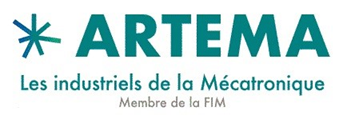 ARTEMA
Les industriels de la Mécatronique
Membre de la FIM